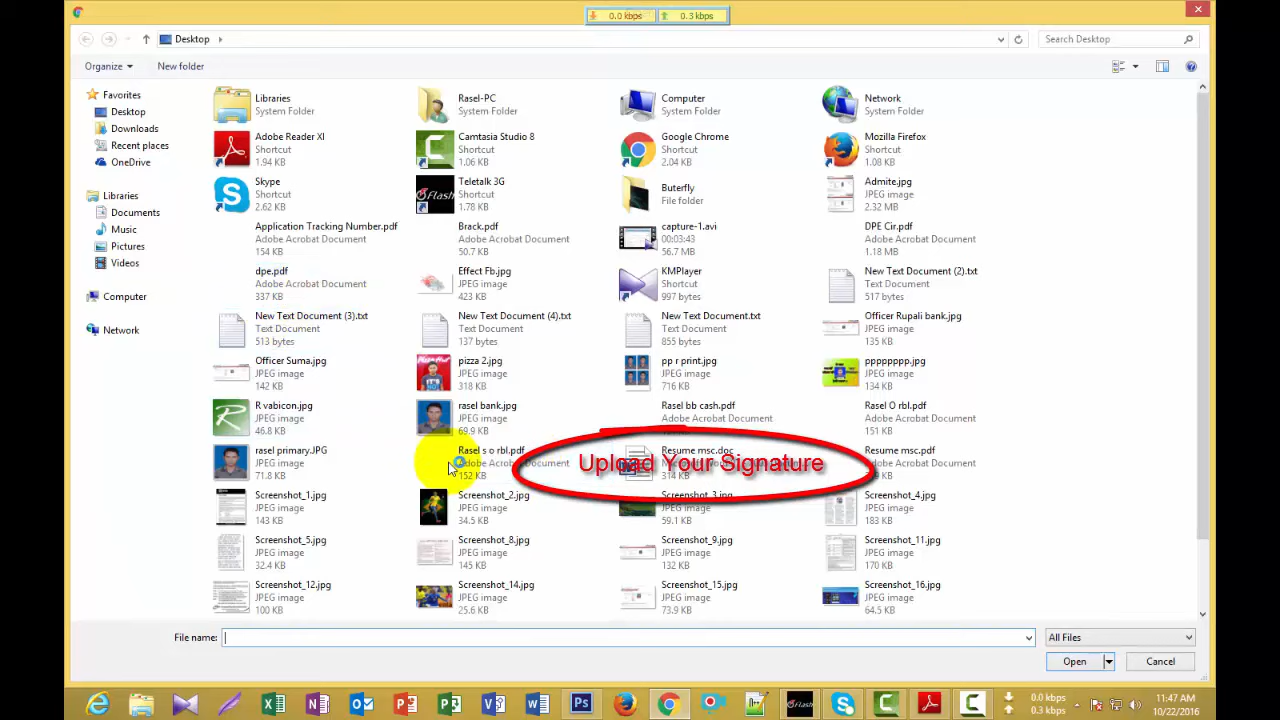 0.0 kbps 0.3 kbps
Desktop
Search Desktop
Organize New folder
Favorites
Desktop
Downloads
Recent places
OneDrive
Libraries
Documents
Music
Pictures
Videos
Computer
Network
Libraries
System Folder
Rasel-PC
System Folder
Computer
System Folder
Network
System Folder
Adobe Reader XI
Shortcut
1.94 KB
Camtasia Studio 8
Shortcut
1.06 KB
Google Chrome
Shortcut
2.04 KB
Mozilla Firefox
Shortcut
1.08 KB
Skype
Shortcut
2.62 KB
Teletalk 3G
Shortcut
1.78 KB
Buterfly
File folder
Admite.jpg
JPEG image
2.32 MB
Application Tracking Number.pdf
Adobe Acrobat Document
154 KB
Brack.pdf
Adobe Acrobat Document
50.7 KB
capture-1.avi
00:03:43
56.7 MB
DPE Cir.pdf
Adobe Acrobat Document
1.18 MB
dpe.pdf
Adobe Acrobat Document
337 KB
Effect Fb.jpg
JPEG image
423 KB
KMPlayer
Shortcut
997 bytes
New Text Document (2).txt
Text Document
517 bytes
New Text Document (3).txt
Text Document
513 bytes
New Text Document (4).txt
Text Document
137 bytes
New Text Document.txt
Text Document
855 bytes
Officer Rupali bank.jpg
JPEG image
135 KB
Officer Suma.jpg
JPEG image
142 KB
pizza 2.jpg
JPEG image
318 KB
pp r print.jpg
JPEG image
716 KB
JPEG image
134 KB
R vabicon.jpg
JPEG image
46.8 KB
rasel bank.jpg
JPEG image
69.9 KB
Rasel bb cash.pdf
Adobe Acrobat Document
Rasel O rbl.pdf
Adobe Acrobat Document
151 KB
rasel primary.JPG
JPEG image
71.8 KB
Rasel s o rbl.pdf
Adobe Acrobat Document
152 KB
Resume msc.doc
314 KB
Upload Your Signature
Resume msc.pdf
Adobe Acrobat Document
KB
Screenshot_1.jpg
JPEG image
143 KB
Screenshot_2.jpg
JPEG image
34.5 KB
Screenshot_3.jpg
JPEG image
59.1 KB
Screenshot_4.jpg
JPEG image
183 KB
Screenshot_5.jpg
JPEG image
32.4 KB
Screenshot_8.jpg
JPEG image
145 KB
Screenshot_9.jpg
JPEG image
132 KB
Screenshot_11.jpg
JPEG image
170 KB
Screenshot_12.jpg
JPEG image
100 KB
Screenshot_14.jpg
JPEG image
25.6 KB
Screenshot_15.jpg
JPEG image
73.9 KB
Screenshot_16.jpg
JPEG image
64.5 KB
File name:
All Files
Open Cancel
0.0 kbps
0.3 kbps
11:47 AM
10/22/2016